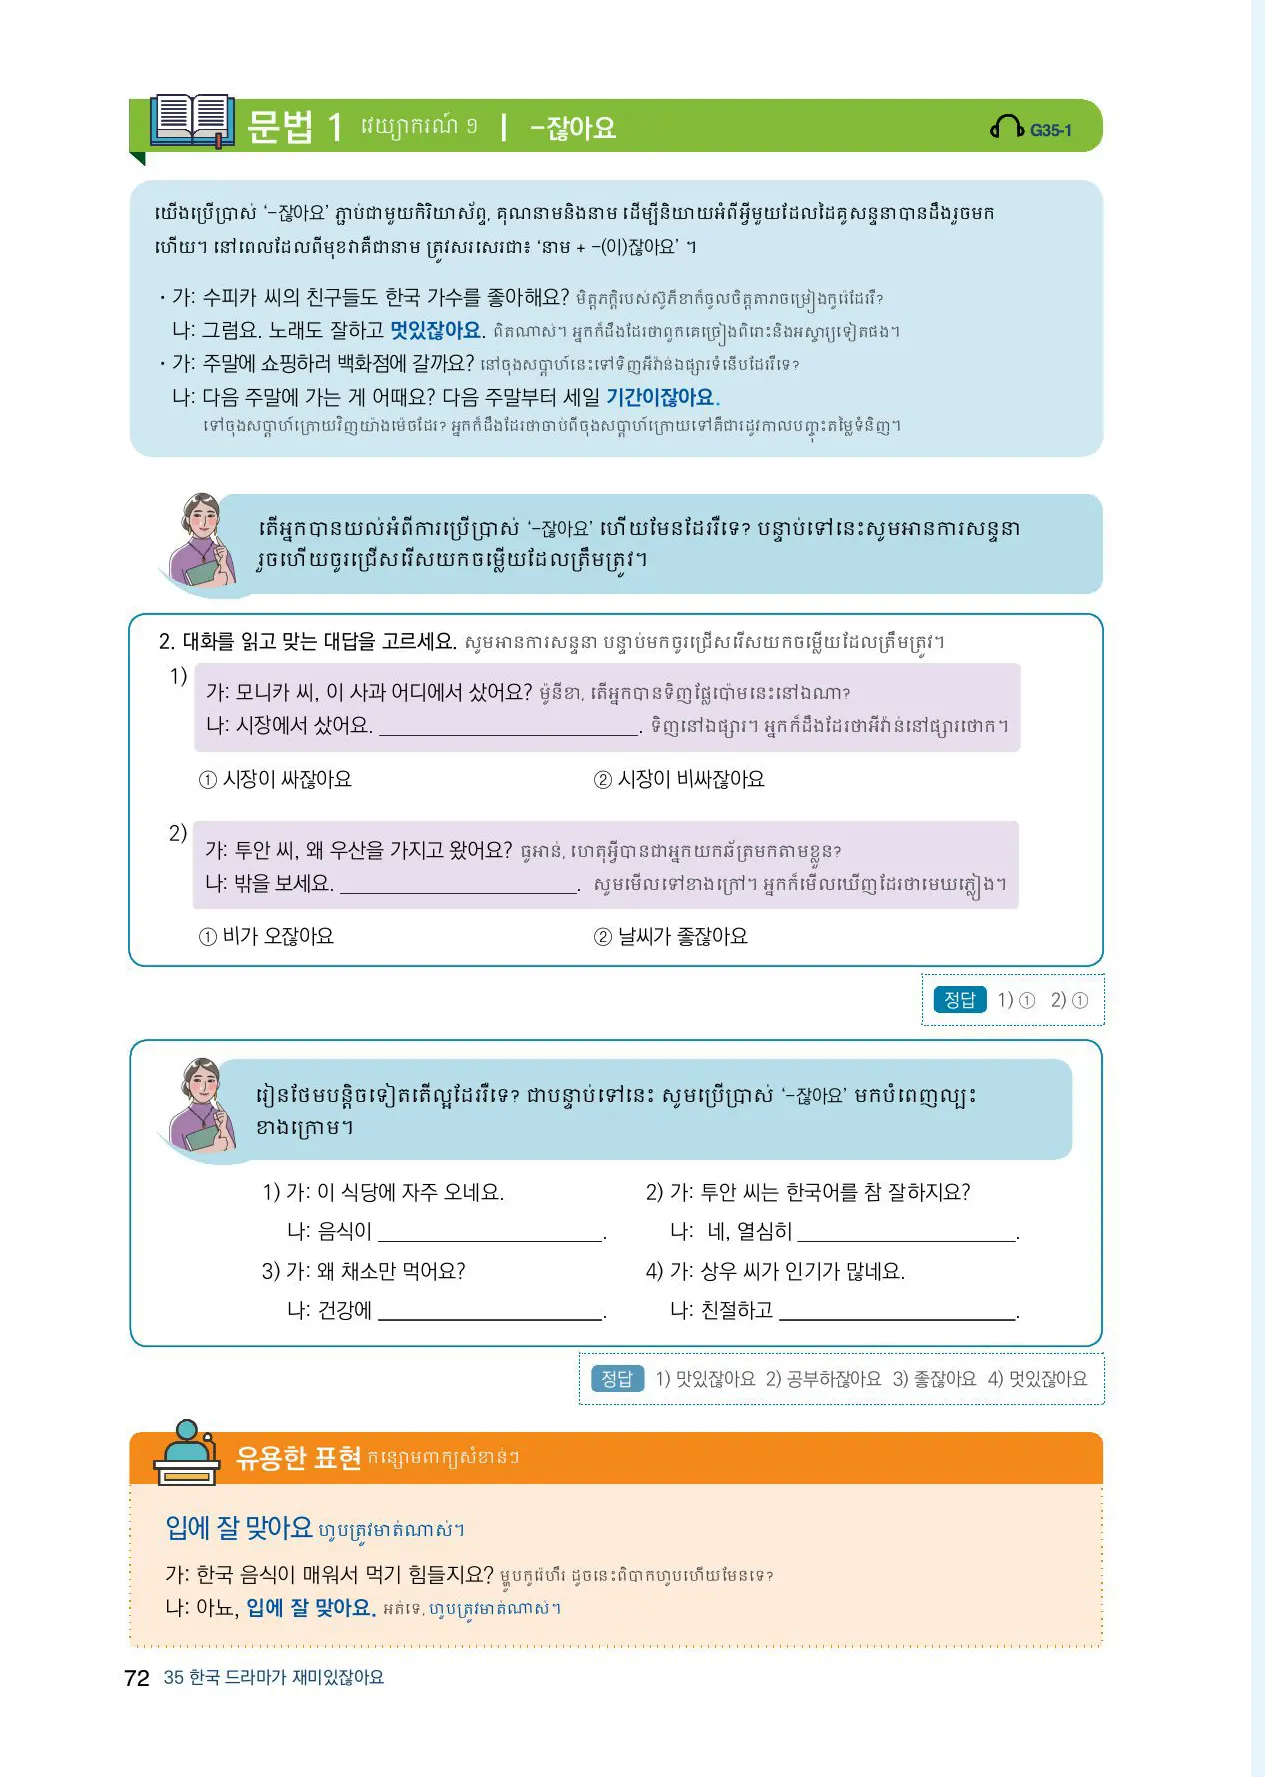 문법 1 វេយ្យាករណ៍ ១ | -잖아요 G35-1
យើងប្រើប្រាស់ ‘-잖아요’ ភ្ជាប់ជាមួយកិរិយាស័ព្ទ, គុណនាមនិងនាម ដើម្បីនិយាយអំពីអ្វីមួយដែលដៃគូសន្ទនាបានដឹងរួចមក
ហើយ។ នៅពេលដែលពីមុខវាគឺជានាម ត្រូវសរសេរជា៖ ‘នាម + -(이)잖아요’ ។
· 가: 수피카 씨의 친구들도 한국 가수를 좋아해요? មិត្តភក្តិរបស់ស៊ូភីខាក៏ចូលចិត្តតារាចម្រៀងកូរ៉េដែររឺ?
나: 그럼요. 노래도 잘하고 멋있잖아요. ពិតណាស់។ អ្នកក៏ដឹងដែរថាពួកគេច្រៀងពិរោះនិងអស្ចារ្យទៀតផង។
· 가: 주말에 쇼핑하러 백화점에 갈까요? នៅចុងសប្តាហ៍នេះទៅទិញអីវ៉ាន់ឯផ្សារទំនើបដែររឺទេ?
나: 다음 주말에 가는 게 어때요? 다음 주말부터 세일 기간이잖아요.
ទៅចុងសប្តាហ៍ក្រោយវិញយ៉ាងម៉េចដែរ? អ្នកក៏ដឹងដែរថាចាប់ពីចុងសប្តាហ៍ក្រោយទៅគឺជារដូវកាលបញ្ចុះតម្លៃទំនិញ។
តើអ្នកបានយល់អំពីការប្រើប្រាស់ ‘-잖아요’ ហើយមែនដែររឺទេ? បន្ទាប់ទៅនេះសូមអានការសន្ទនា
រួចហើយចូរជ្រើសរើសយកចម្លើយដែលត្រឹមត្រូវ។
2. 대화를 읽고 맞는 대답을 고르세요. សូមអានការសន្ទនា បន្ទាប់មកចូរជ្រើសរើសយកចម្លើយដែលត្រឹមត្រូវ។
1)
가: 모니카 씨, 이 사과 어디에서 샀어요? ម៉ូនីខា, តើអ្នកបានទិញផ្លែប៉ោមនេះនៅឯណា?
나: 시장에서 샀어요. ____________________. ទិញនៅឯផ្សារ។ អ្នកក៏ដឹងដែរថាអីវ៉ាន់នៅផ្សារថោក។
① 시장이 싸잖아요 ② 시장이 비싸잖아요
2)
가: 투안 씨, 왜 우산을 가지고 왔어요? ធូអាន់, ហេតុអ្វីបានជាអ្នកយកឆ័ត្រមកតាមខ្លួន?
나: 밖을 보세요. ____________________. សូមមើលទៅខាងក្រៅ។ អ្នកក៏មើលឃើញដែរថាមេឃភ្លៀង។
① 비가 오잖아요 ② 날씨가 좋잖아요
정답 1) ① 2) ①
រៀនថែមបន្តិចទៀតតើល្អដែររឺទេ? ជាបន្ទាប់ទៅនេះ សូមប្រើប្រាស់ ‘-잖아요’ មកបំពេញល្បះ
ខាងក្រោម។
1) 가: 이 식당에 자주 오네요. 2) 가: 투안 씨는 한국어를 참 잘하지요?
나: 음식이 ____________________. 나: 네, 열심히 ____________________.
3) 가: 왜 채소만 먹어요? 4) 가: 상우 씨가 인기가 많네요.
나: 건강에 ____________________. 나: 친절하고 ____________________.
정답 1) 맛있잖아요 2) 공부하잖아요 3) 좋잖아요 4) 멋있잖아요
유용한 표현 កន្សោមពាក្យសំខាន់ៗ
입에 잘 맞아요 ហូបត្រូវមាត់ណាស់។
가: 한국 음식이 매워서 먹기 힘들지요? ម្ហូបកូរ៉េហឹរ ដូចនេះពិបាកហូបហើយមែនទេ?
나: 아뇨, 입에 잘 맞아요. អត់ទេ, ហូបត្រូវមាត់ណាស់។
72 35 한국 드라마가 재미있잖아요